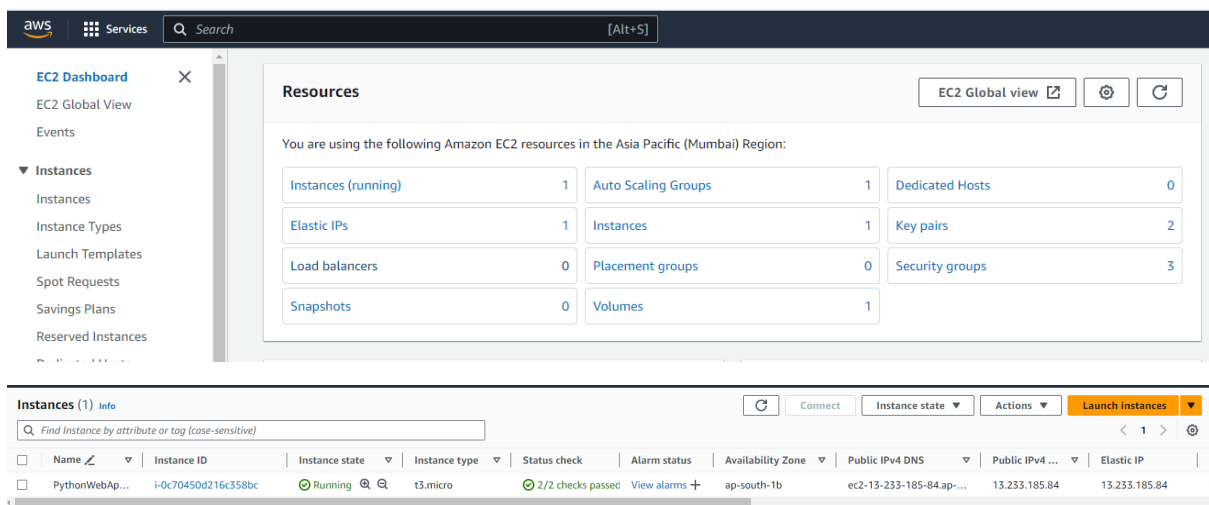 aws Services Search [Alt+S]
EC2 Dashboard
EC2 Global View
Events
Instances
Instances
Instance Types
Launch Templates
Spot Requests
Savings Plans
Reserved Instances
Resources
EC2 Global view
You are using the following Amazon EC2 resources in the Asia Pacific (Mumbai) Region:
Instances (running) 1 Auto Scaling Groups 1 Dedicated Hosts 0
Elastic IPs 1 Instances 1 Key pairs 2
Load balancers 0 Placement groups 0 Security groups 3
Snapshots 0 Volumes 1
Instances (1) Info Connect Instance state Actions Launch instances
Find Instance by attribute or tag (case-sensitive) 1
Name Instance ID Instance state Instance type Status check Alarm status Availability Zone Public IPv4 DNS Public IPv4 ... Elastic IP
PythonWebAp... i-0c70450d216c358bc Running t3.micro 2/2 checks passed View alarms ap-south-1b ec2-13-233-185-84.ap-... 13.233.185.84 13.233.185.84